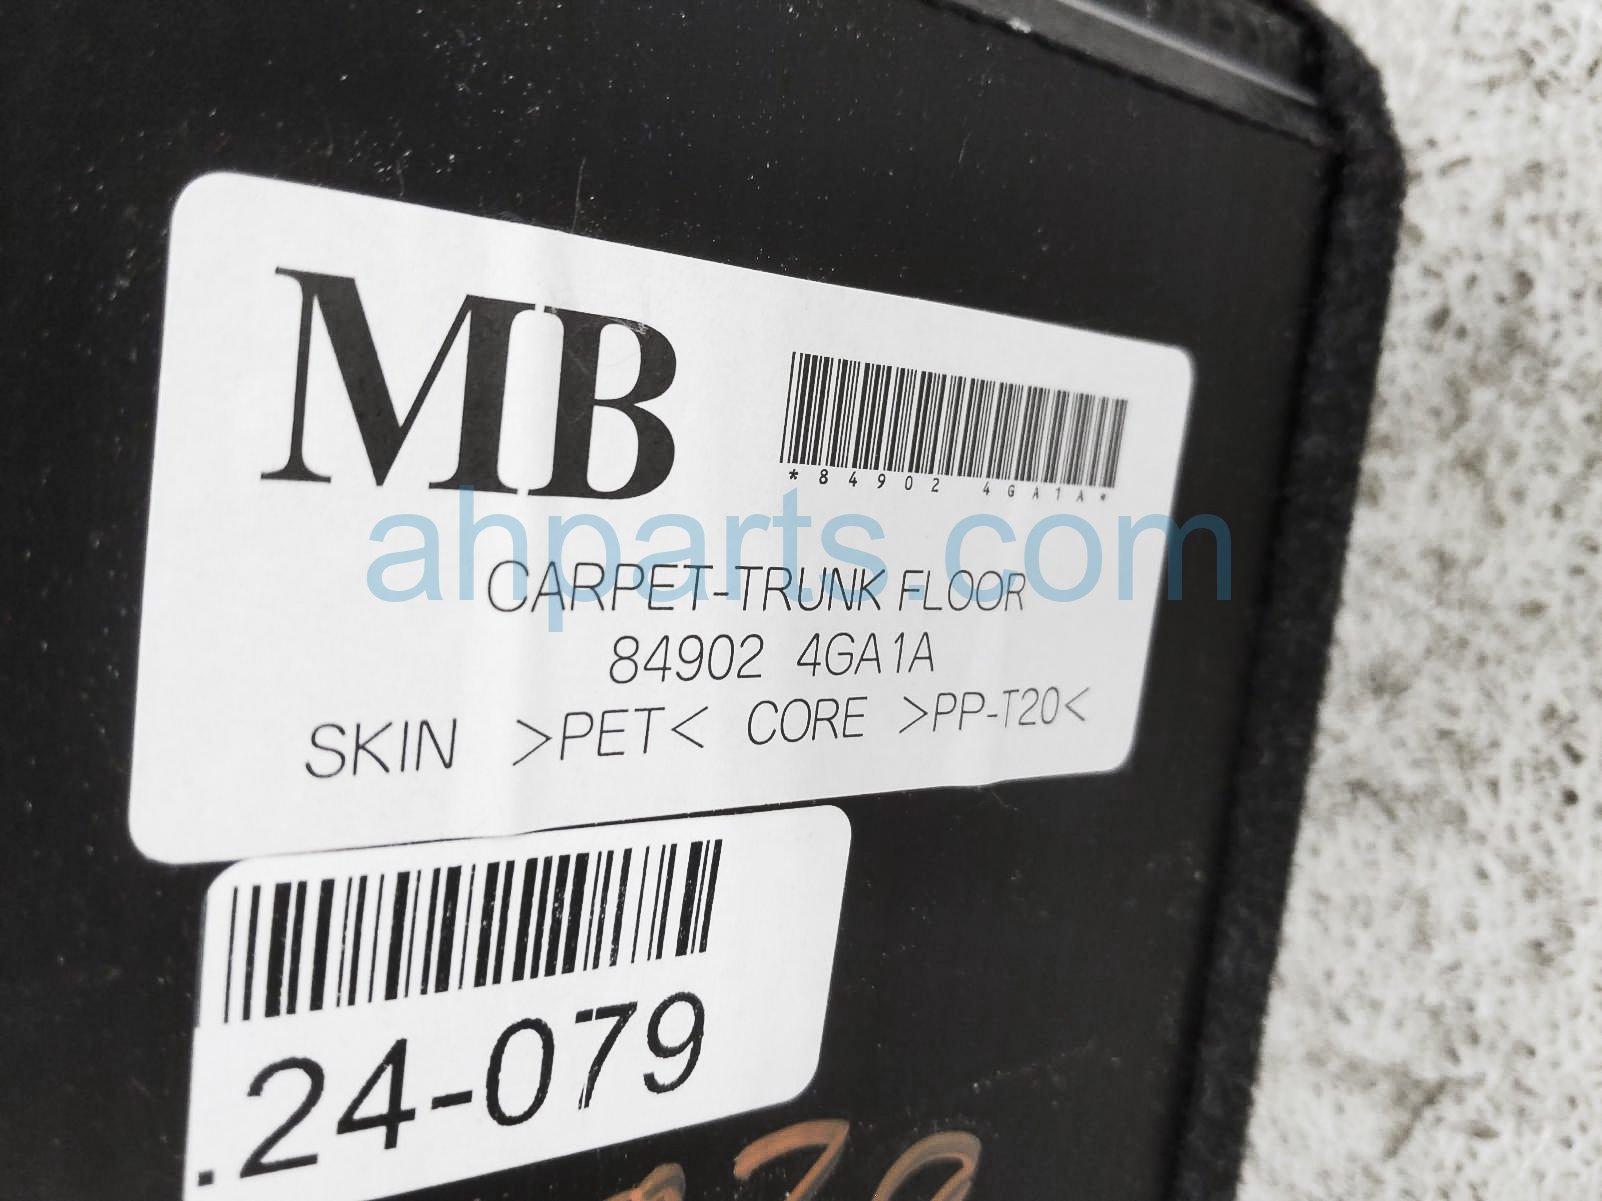 MB
*84902 4GA1A*
ahparts.com
CARPET-TRUNK FLOOR
84902 4GA1A
SKIN >PET< CORE >PP-T20<
.24-079